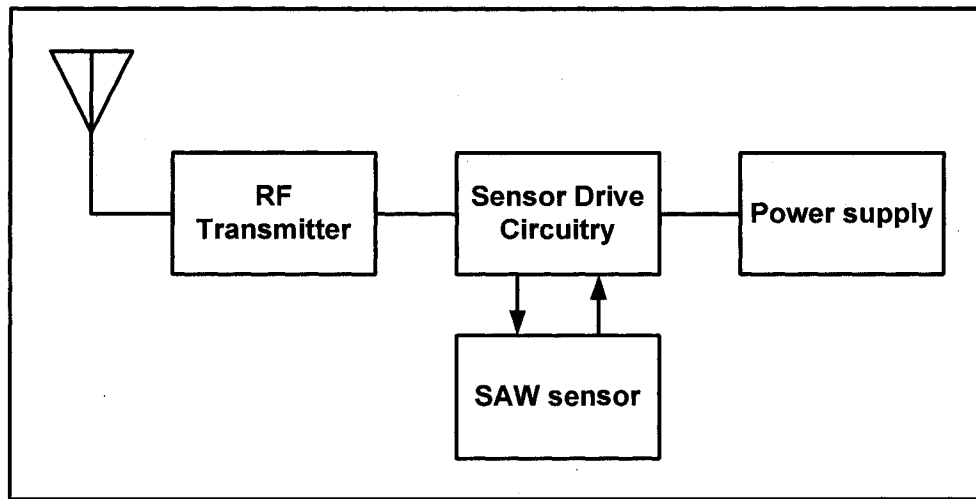 RF
Transmitter
Sensor Drive
Circuitry
Power supply
SAW sensor